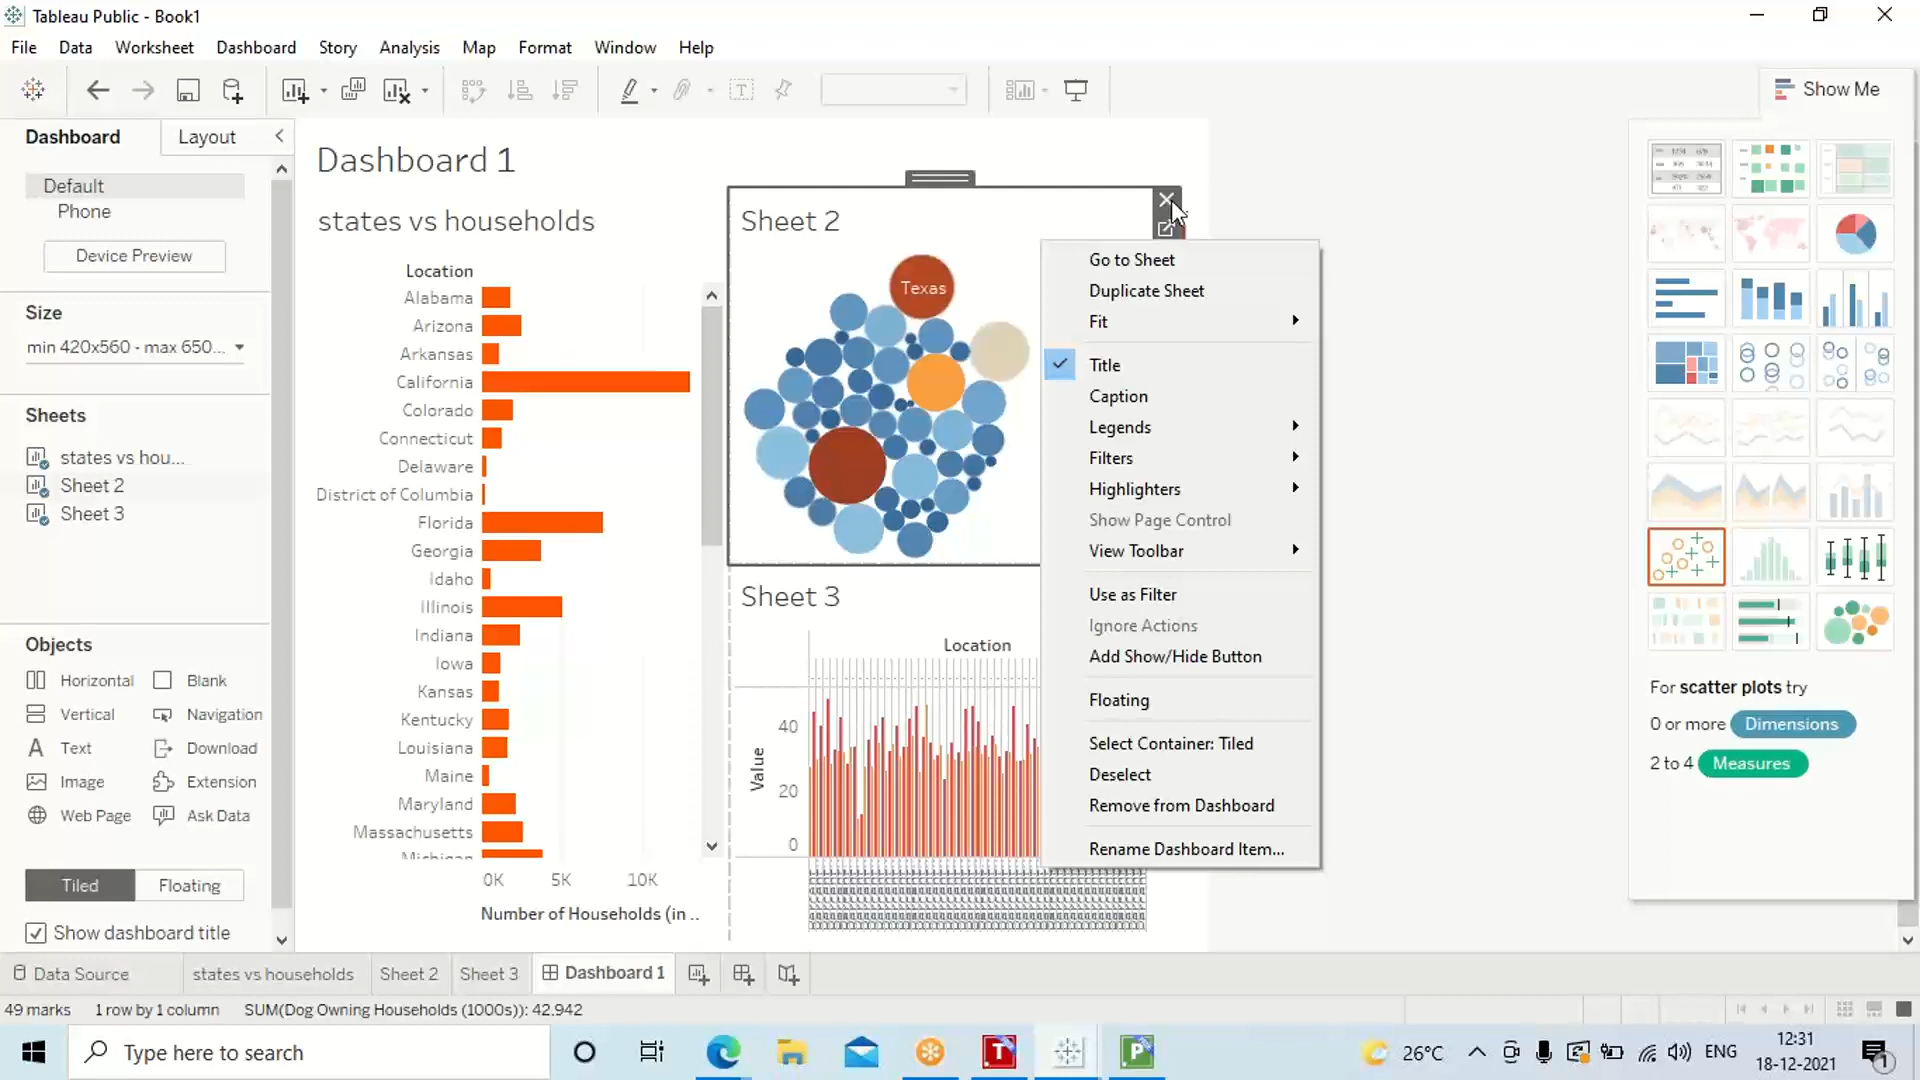 Tableau Public - Book1
File Data Worksheet Dashboard Story Analysis Map Format Window Help
Show Me
Dashboard Layout
Default
Phone
Device Preview
Size
min 420x560 - max 650...
Sheets
states vs hou...
Sheet 2
Sheet 3
Objects
Horizontal Blank
Vertical Navigation
Text Download
Image Extension
Web Page Ask Data
Tiled Floating
Show dashboard title
Dashboard 1
states vs households
Location
Alabama
Arizona
Arkansas
California
Colorado
Connecticut
Delaware
District of Columbia
Florida
Georgia
Idaho
Illinois
Indiana
Iowa
Kansas
Kentucky
Louisiana
Maine
Maryland
Massachusetts
Michigan
0K 5K 10K
Number of Households (in ..
Sheet 2
Texas
Sheet 3
Location
Value
40
20
0
Go to Sheet
Duplicate Sheet
Fit
Title
Caption
Legends
Filters
Highlighters
Show Page Control
View Toolbar
Use as Filter
Ignore Actions
Add Show/Hide Button
Floating
Select Container: Tiled
Deselect
Remove from Dashboard
Rename Dashboard Item...
For scatter plots try
0 or more Dimensions
2 to 4 Measures
Data Source states vs households Sheet 2 Sheet 3 Dashboard 1
49 marks 1 row by 1 column SUM(Dog Owning Households (1000s)): 42.942
Type here to search
26°C ENG
12:31
18-12-2021
1